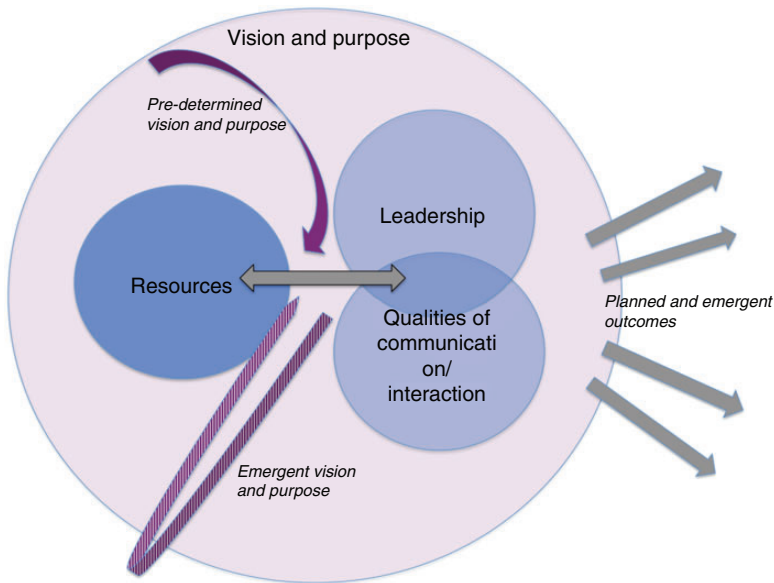 Vision and purpose
Pre-determined
vision and purpose
Leadership
Resources
Qualities of
communicati
on/
interaction
Planned and emergent
outcomes
Emergent vision
and purpose